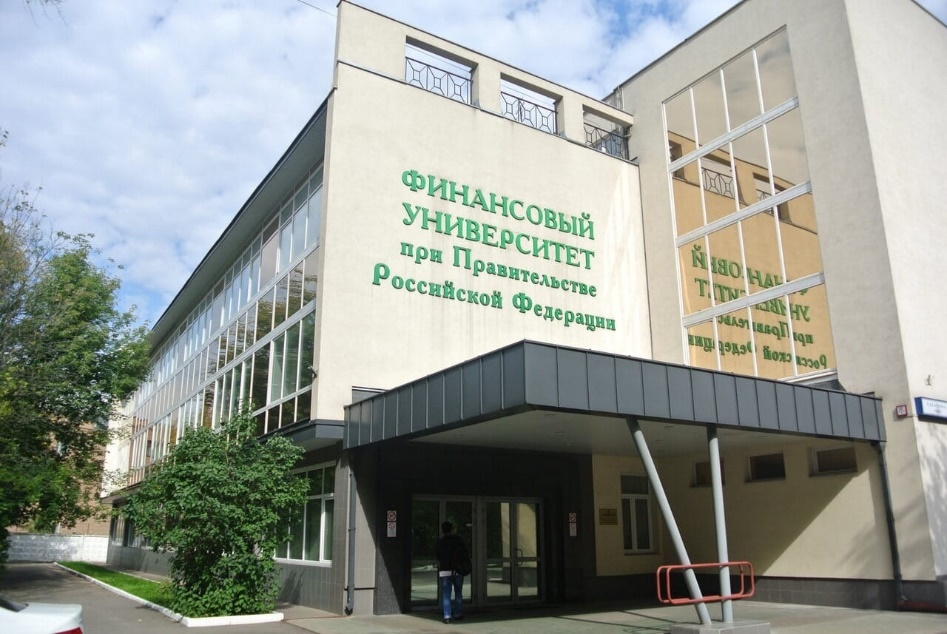 ФИНАНСОВЫЙ
УНИВЕРСИТЕТ
при Правительстве
Российской Федерации